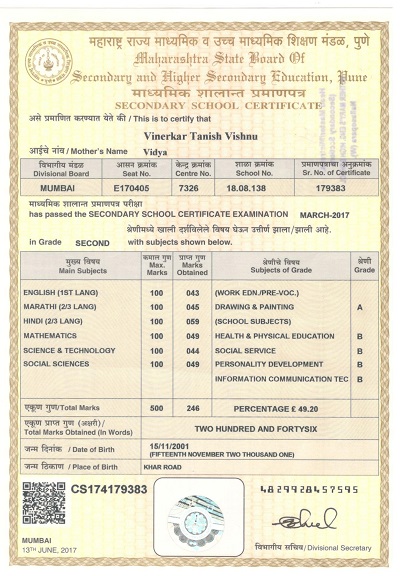 महाराष्ट्र राज्य माध्यमिक व उच्च माध्यमिक शिक्षण मंडळ, पुणे
Maharashtra State Board Of
Secondary and Higher Secondary Education, Pune
माध्यमिक शालान्त प्रमाणपत्र
SECONDARY SCHOOL CERTIFICATE
असे प्रमाणित करण्यात येते की / This is to certify that
Vinerkar Tanish Vishnu
आईचे नांव / Mother's Name Vidya
विभागीय मंडळ आसन क्रमांक केन्द्र क्रमांक शाळा क्रमांक प्रमाणपत्राचा अनुक्रमांक
Divisional Board Seat No. Centre No. School No. Sr. No. of Certificate
MUMBAI E170405 7326 18.08.138 179383
माध्यमिक शालान्त प्रमाणपत्र परीक्षा
has passed the SECONDARY SCHOOL CERTIFICATE EXAMINATION MARCH-2017
श्रेणीमध्ये खाली दर्शविलेले विषय घेऊन उत्तीर्ण झाला/झाली आहे.
in Grade SECOND with subjects shown below.
मुख्य विषय कमाल गुण प्राप्त गुण श्रेणीचे विषय श्रेणी
Main Subjects Max. Marks Marks Obtained Subjects of Grade Grade
ENGLISH (1ST LANG) 100 043 (WORK EDN./PRE-VOC.)
MARATHI (2/3 LANG) 100 045 DRAWING & PAINTING A
HINDI (2/3 LANG) 100 059 (SCHOOL SUBJECTS)
MATHEMATICS 100 049 HEALTH & PHYSICAL EDUCATION B
SCIENCE & TECHNOLOGY 100 044 SOCIAL SERVICE B
SOCIAL SCIENCES 100 049 PERSONALITY DEVELOPMENT B
INFORMATION COMMUNICATION TEC B
एकूण गुण/Total Marks 500 246 PERCENTAGE £ 49.20
एकूण प्राप्त गुण (अक्षरी)/
Total Marks Obtained (In Words) TWO HUNDRED AND FORTYSIX
जन्म दिनांक / Date of Birth 15/11/2001
(FIFTEENTH NOVEMBER TWO THOUSAND ONE)
जन्म ठिकाण / Place of Birth KHAR ROAD
CS174179383 4829928457595
MUMBAI
13TH JUNE, 2017 विभागीय सचिव/Divisional Secretary